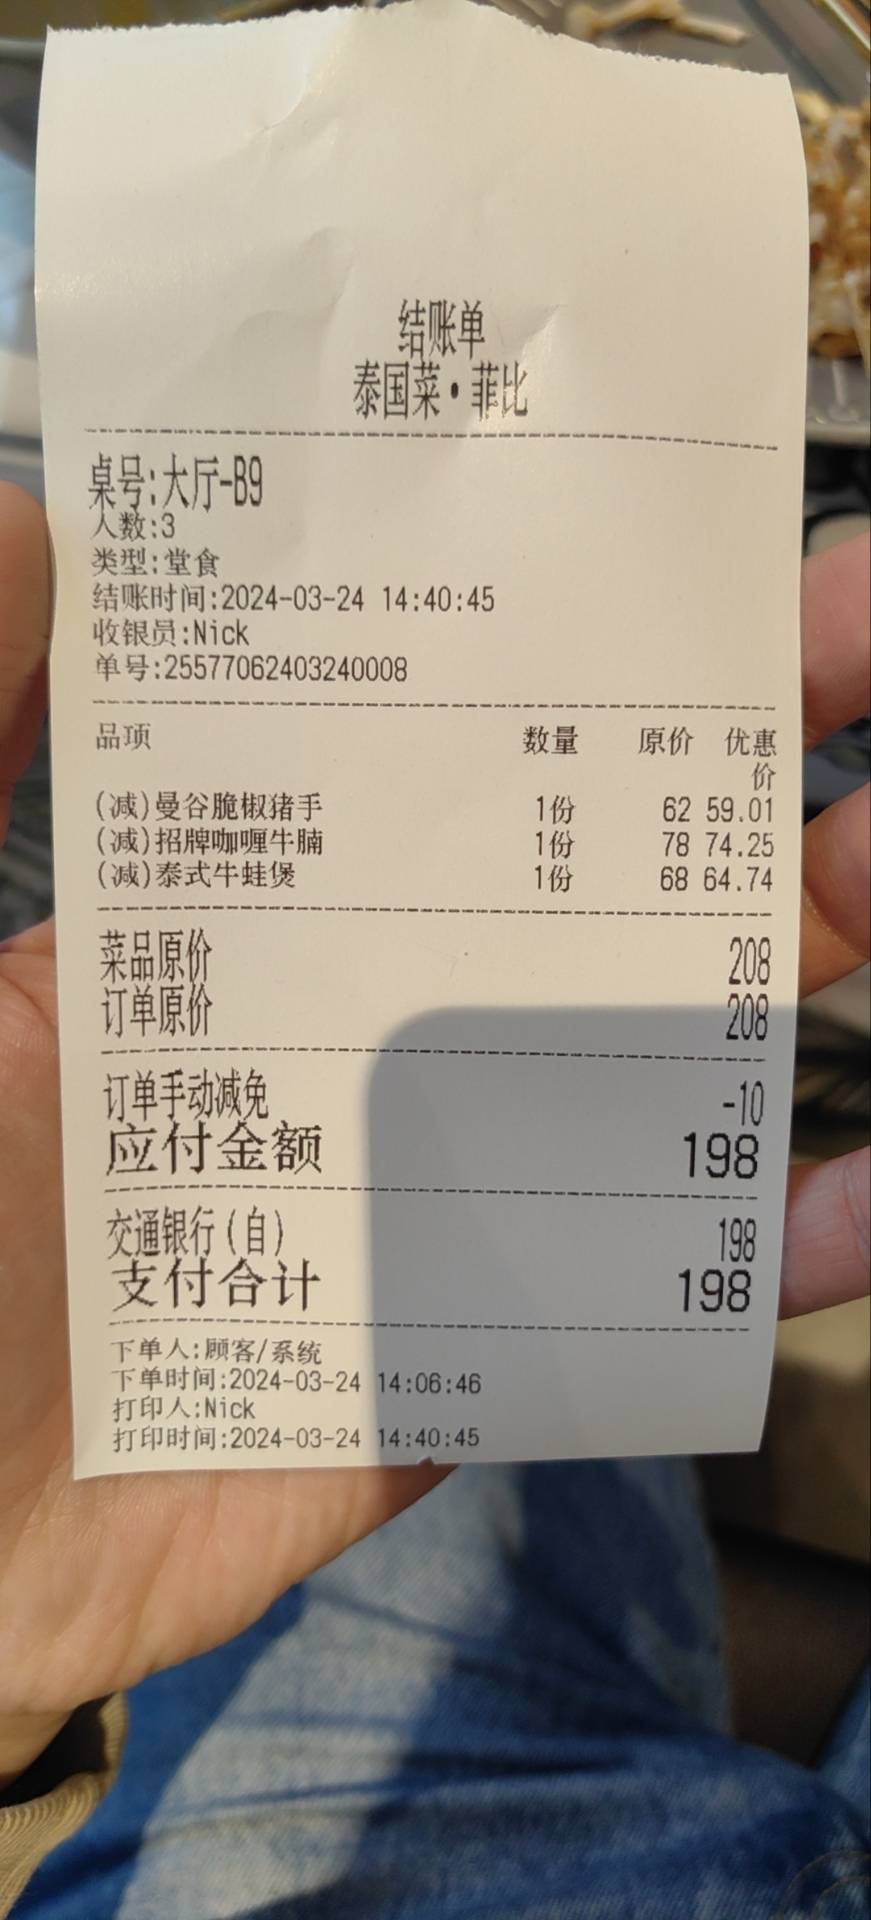 结账单
泰国菜•菲比
桌号:大厅-B9
人数:3
类型:堂食
结账时间:2024-03-24 14:40:45
收银员:Nick
单号:25577062403240008
品项 数量 原价 优惠价
(减)曼谷脆椒猪手 1份 62 59.01
(减)招牌咖喱牛腩 1份 78 74.25
(减)泰式牛蛙煲 1份 68 64.74
菜品原价 208
订单原价 208
订单手动减免 -10
应付金额 198
交通银行(自) 198
支付合计 198
下单人:顾客/系统
下单时间:2024-03-24 14:06:46
打印人:Nick
打印时间:2024-03-24 14:40:45